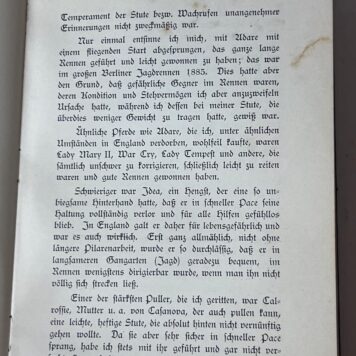 Temperament der Stute bezw. Wachrufen unangenehmer
Erinnerungen nicht zweckmäßig war.
Nur einmal entsinne ich mich, mit Adare mit
einem fliegenden Start abgesprungen, das ganze lange
Rennen geführt und leicht gewonnen zu haben; das war
im großen Berliner Jagdrennen 1885. Dies hatte aber
den Grund, daß gefährliche Gegner im Rennen waren,
deren Kondition und Stehvermögen ich aber anzuzweifeln
Ursache hatte, während ich dessen bei meiner Stute, die
überdies weniger Gewicht zu tragen hatte, gewiß war.
Ähnliche Pferde wie Adare, die ich, unter ähnlichen
Umständen in England verdorben, wohlfeil kaufte, waren
Lady Mary II, War Cry, Lady Tempest und andere, die
sämtlich unschwer zu korrigieren, schließlich leicht zu reiten
waren und gute Rennen gewonnen haben.
Schwieriger war Idea, ein Hengst, der eine so un-
biegsame Hinterhand hatte, daß er in schneller Pace seine
Haltung vollständig verlor und für alle Hilfen gefühllos
blieb. In England galt er daher für lebensgefährlich und
war es auch wirklich. Erst ganz allmählich, nicht ohne
längere Pilarenarbeit, wurde er so durchlässig, daß er in
langsameren Gangarten (Jagd) geradezu bequem, im
Rennen wenigstens dirigierbar wurde, wenn man ihn nicht
völlig sich strecken ließ.
Einer der stärksten Puller, die ich geritten, war Cal-
rossie, Mutter u. a. von Casanova, der auch pullen kann,
eine leichte, heftige Stute, die absolut hinten nicht vernünftig
gehen wollte. Da sie aber sehr sicher in schneller Pace
sprang, habe ich stets mit ihr geführt und gar nicht ver-